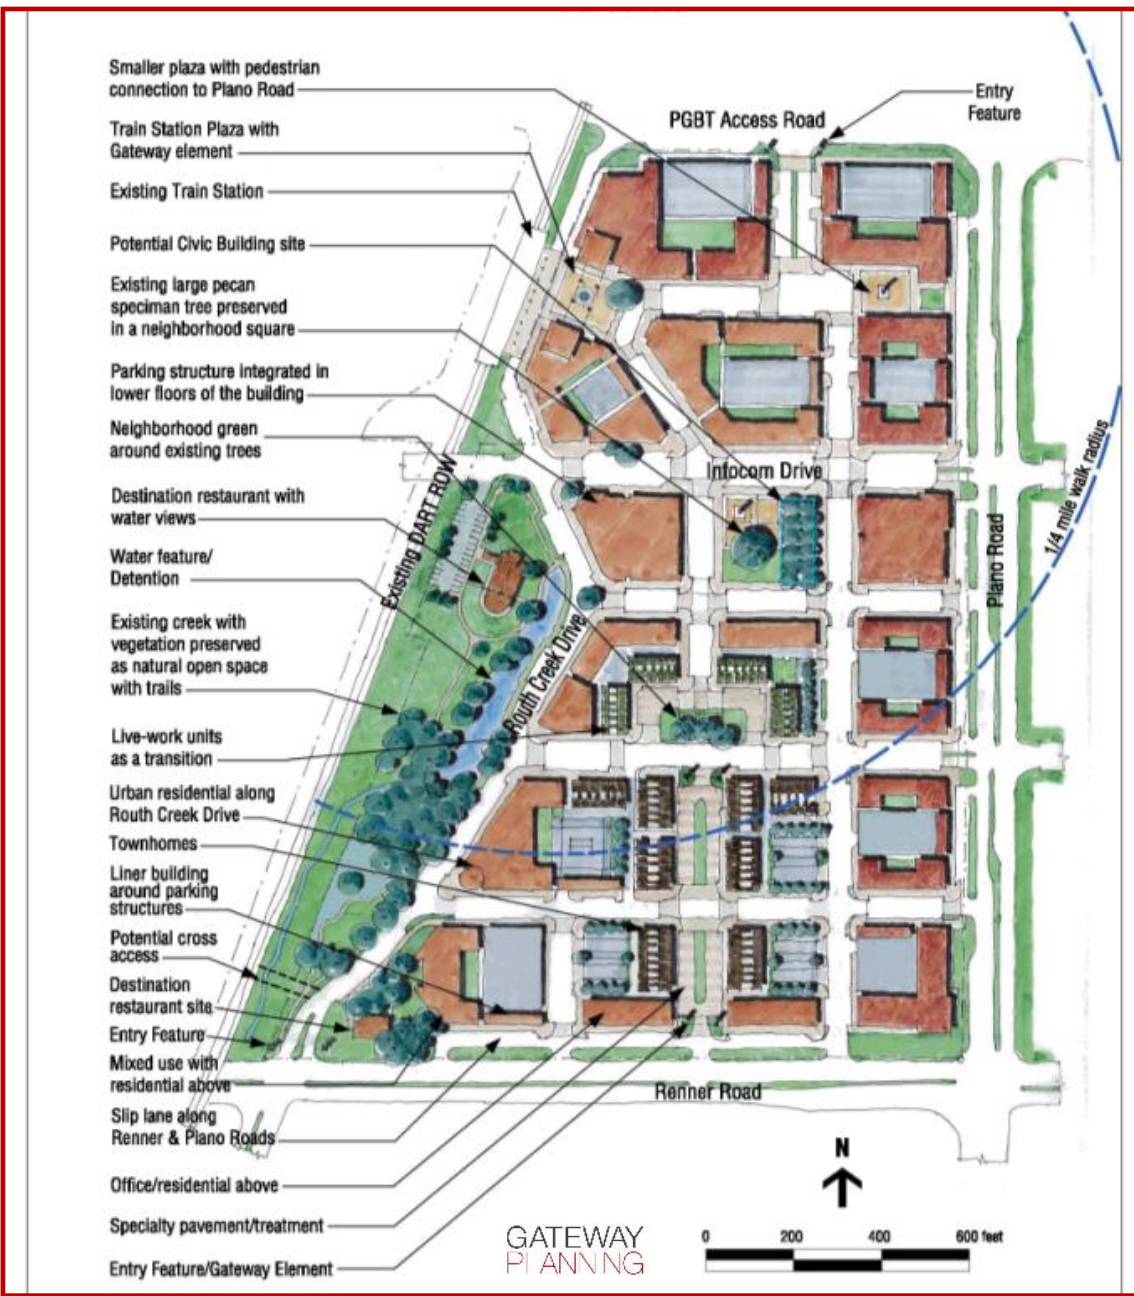 Smaller plaza with pedestrian
connection to Plano Road
Train Station Plaza with
Gateway element
Existing Train Station
Potential Civic Building site
Existing large pecan
speciman tree preserved
in a neighborhood square
Parking structure integrated in
lower floors of the building
Neighborhood green
around existing trees
Destination restaurant with
water views
Water feature/
Detention
Existing creek with
vegetation preserved
as natural open space
with trails
Live-work units
as a transition
Urban residential along
Routh Creek Drive
Townhomes
Liner building
around parking
structures
Potential cross
access
Destination
restaurant site
Entry Feature
Mixed use with
residential above
Slip lane along
Renner & Plano Roads
Office/residential above
Specialty pavement/treatment
Entry Feature/Gateway Element
PGBT Access Road
Entry
Feature
Infocom Drive
Existing DART ROW
Routh Creek Drive
Plano Road
1/4 mile walk radius
Renner Road
N
GATEWAY
PLANNING
0 200 400 600 feet